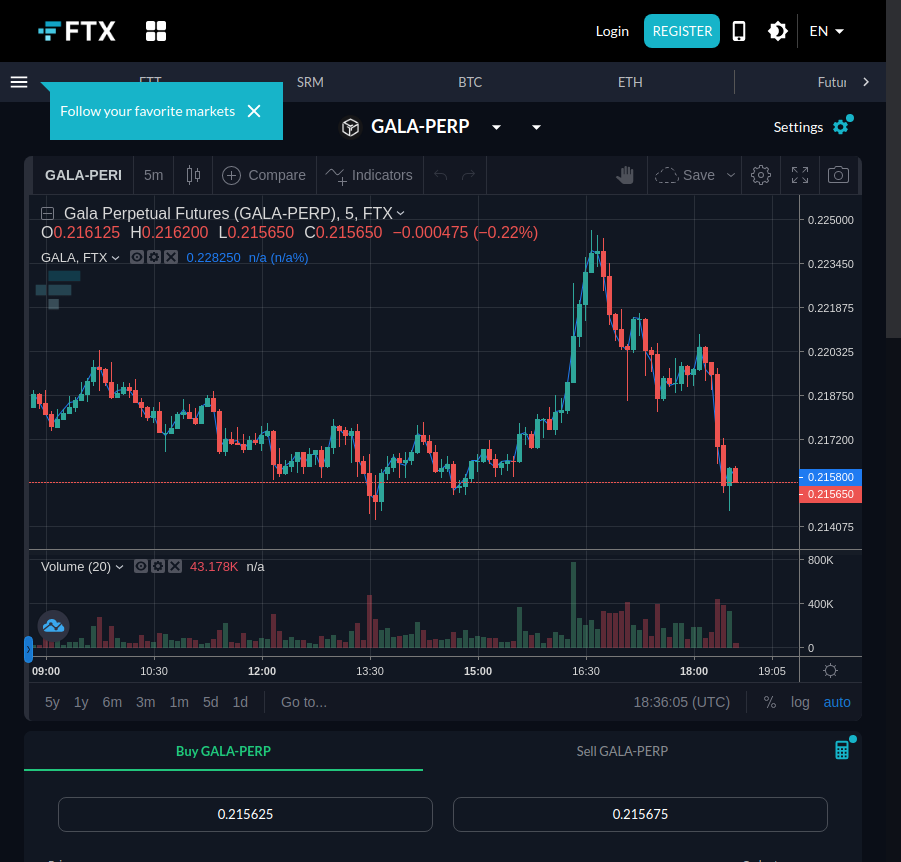 FTX
Login
REGISTER
EN
FTT
SRM
BTC
ETH
Futur
Follow your favorite markets
GALA-PERP
Settings
GALA-PERI
5m
Compare
Indicators
Save
Gala Perpetual Futures (GALA-PERP), 5, FTX
O0.216125 H0.216200 L0.215650 C0.215650 −0.000475 (−0.22%)
GALA, FTX 0.228250 n/a (n/a%)
0.225000
0.223450
0.221875
0.220325
0.218750
0.217200
0.215800
0.215650
0.214075
Volume (20) 43.178K n/a
800K
400K
0
09:00 10:30 12:00 13:30 15:00 16:30 18:00 19:05
5y 1y 6m 3m 1m 5d 1d Go to... 18:36:05 (UTC) % log auto
Buy GALA-PERP
Sell GALA-PERP
0.215625
0.215675